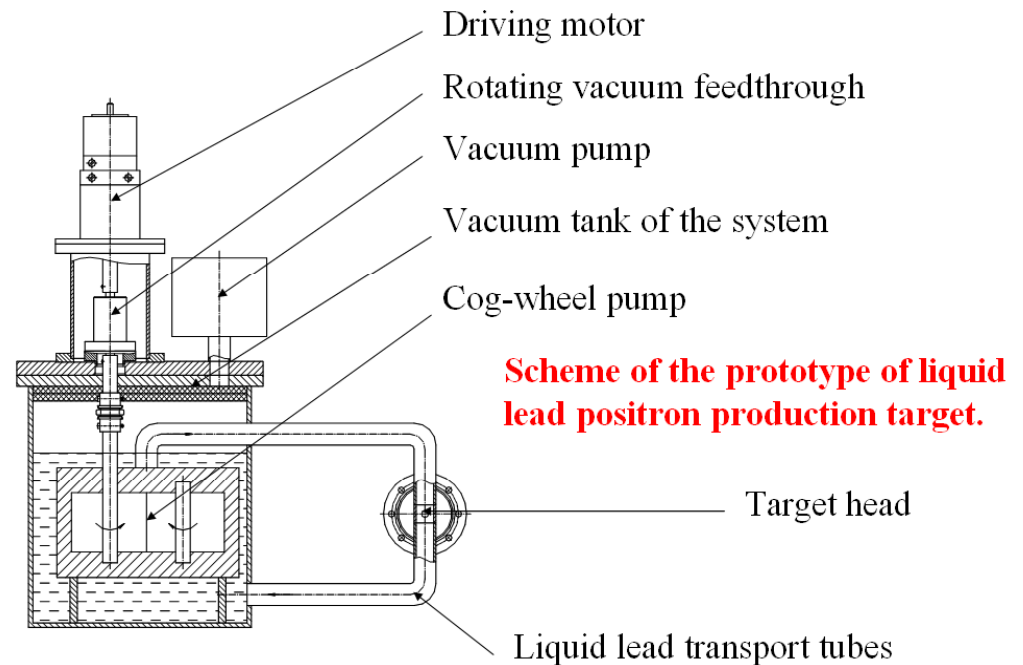 Driving motor
Rotating vacuum feedthrough
Vacuum pump
Vacuum tank of the system
Cog-wheel pump
Scheme of the prototype of liquid
lead positron production target.
Target head
Liquid lead transport tubes